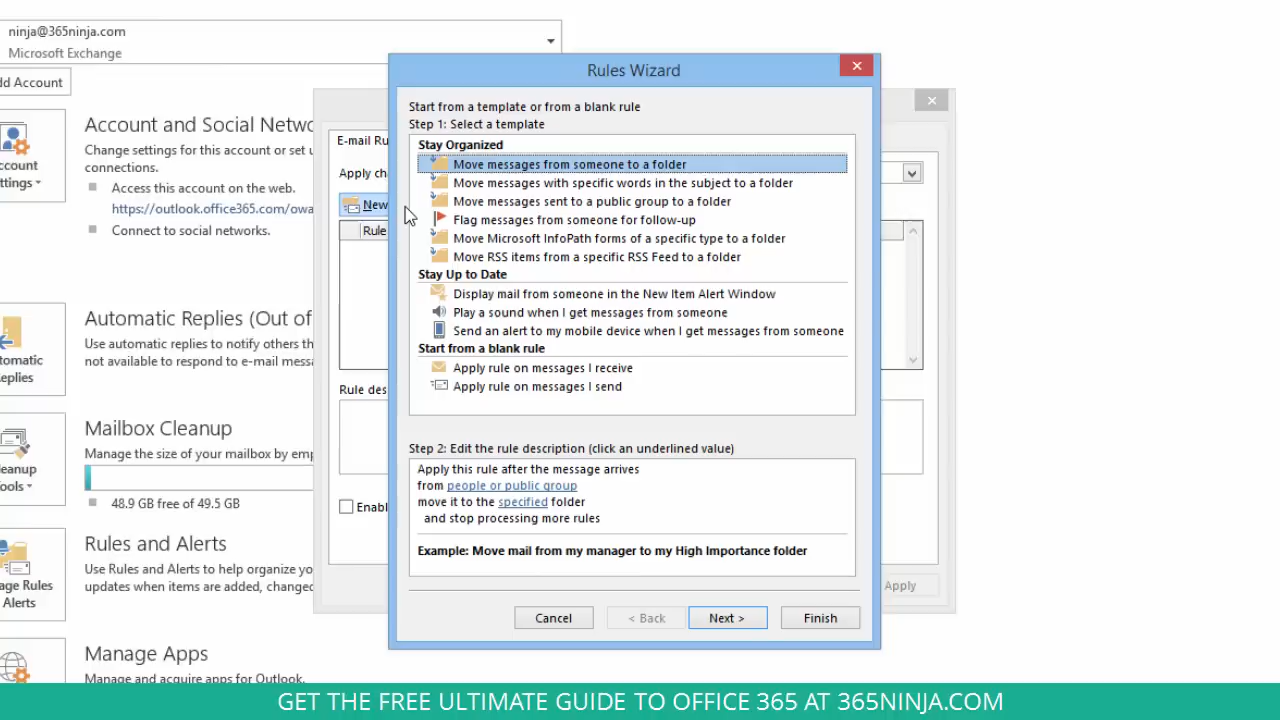 ninja@365ninja.com
Microsoft Exchange
dd Account
ccount
ttings
Account and Social Netwo
Change settings for this account or set u
connections.
Access this account on the web.
https://outlook.office365.com/owa
Connect to social networks.
tomatic
eplies
Automatic Replies (Out of
Use automatic replies to notify others th
not available to respond to e-mail mess
eanup
ools
Mailbox Cleanup
Manage the size of your mailbox by emp
48.9 GB free of 49.5 GB
age Rules
Alerts
Rules and Alerts
Use Rules and Alerts to help organize yo
updates when items are added, changed
Manage Apps
Manage and acquire apps for Outlook.
E-mail Ru
Apply cha
New
Rule
Rule des
Enabl
Apply
Rules Wizard
Start from a template or from a blank rule
Step 1: Select a template
Stay Organized
Move messages from someone to a folder
Move messages with specific words in the subject to a folder
Move messages sent to a public group to a folder
Flag messages from someone for follow-up
Move Microsoft InfoPath forms of a specific type to a folder
Move RSS items from a specific RSS Feed to a folder
Stay Up to Date
Display mail from someone in the New Item Alert Window
Play a sound when I get messages from someone
Send an alert to my mobile device when I get messages from someone
Start from a blank rule
Apply rule on messages I receive
Apply rule on messages I send
Step 2: Edit the rule description (click an underlined value)
Apply this rule after the message arrives
from people or public group
move it to the specified folder
and stop processing more rules
Example: Move mail from my manager to my High Importance folder
Cancel
< Back
Next >
Finish
GET THE FREE ULTIMATE GUIDE TO OFFICE 365 AT 365NINJA.COM